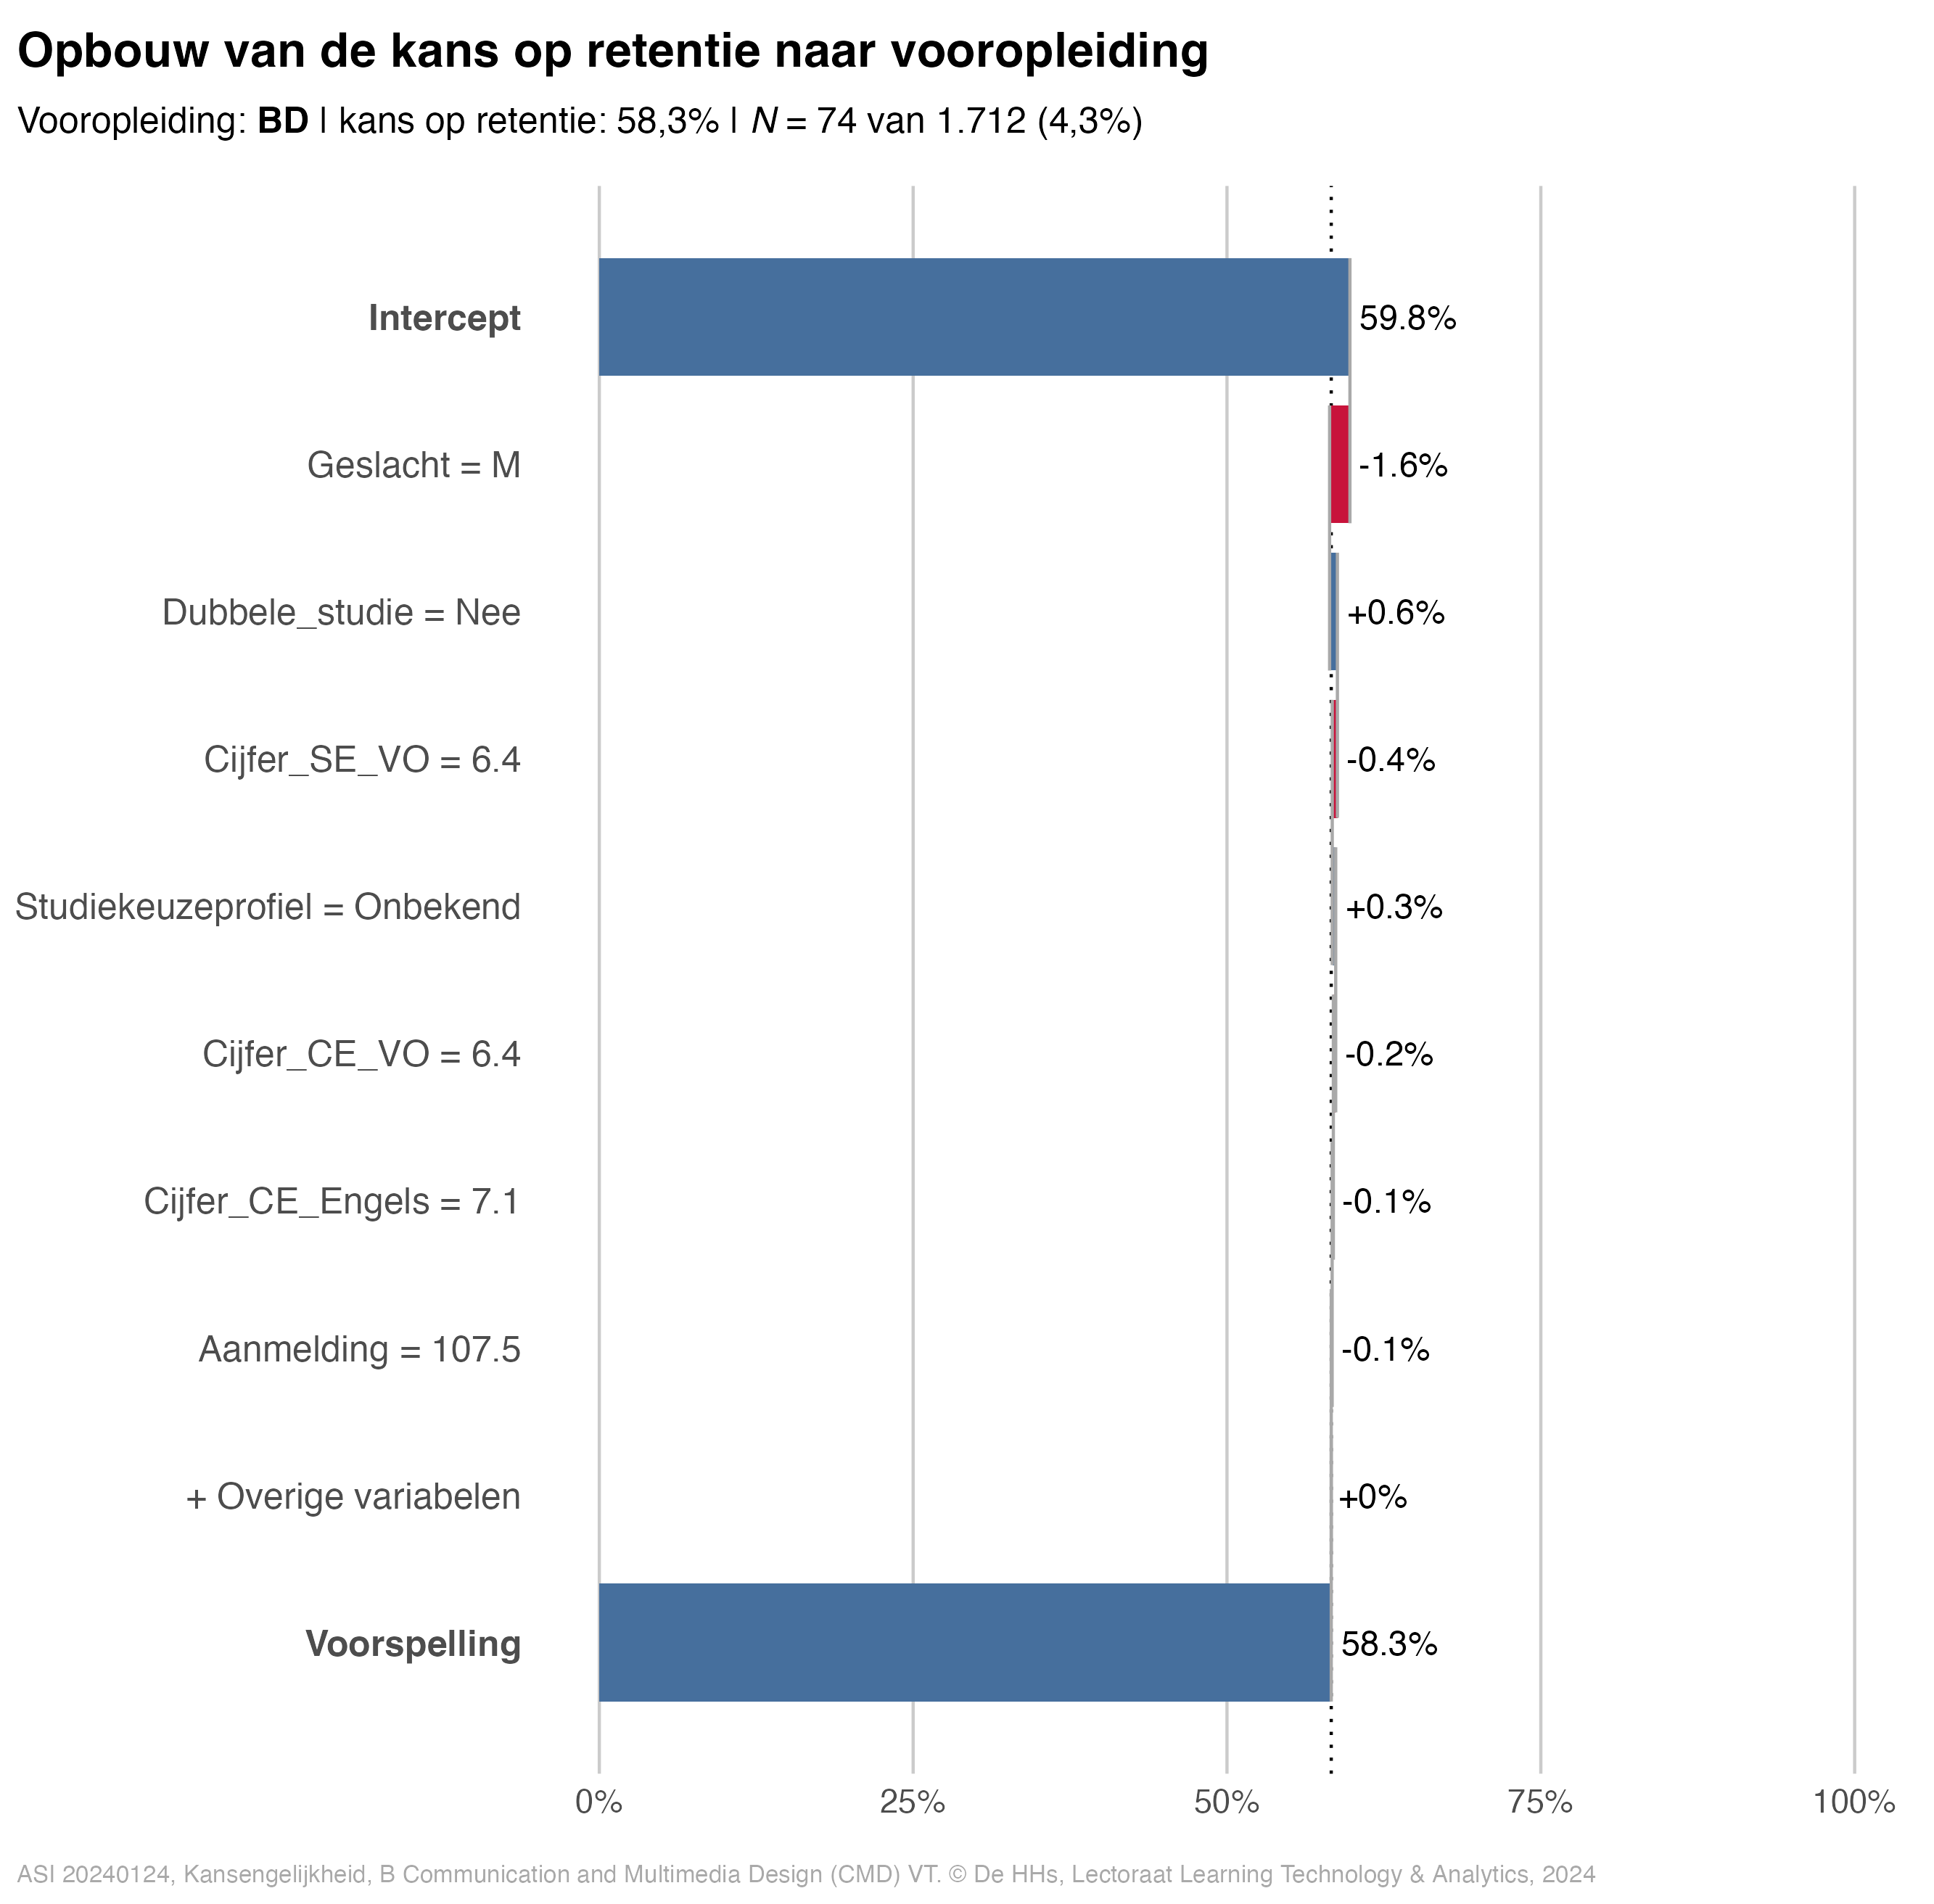 Opbouw van de kans op retentie naar vooropleiding
Vooropleiding: BD | kans op retentie: 58,3% | N = 74 van 1.712 (4,3%)
Intercept 59.8%
Geslacht = M -1.6%
Dubbele_studie = Nee +0.6%
Cijfer_SE_VO = 6.4 -0.4%
Studiekeuzeprofiel = Onbekend +0.3%
Cijfer_CE_VO = 6.4 -0.2%
Cijfer_CE_Engels = 7.1 -0.1%
Aanmelding = 107.5 -0.1%
+ Overige variabelen +0%
Voorspelling 58.3%
0% 25% 50% 75% 100%
ASI 20240124, Kansengelijkheid, B Communication and Multimedia Design (CMD) VT. © De HHs, Lectoraat Learning Technology & Analytics, 2024